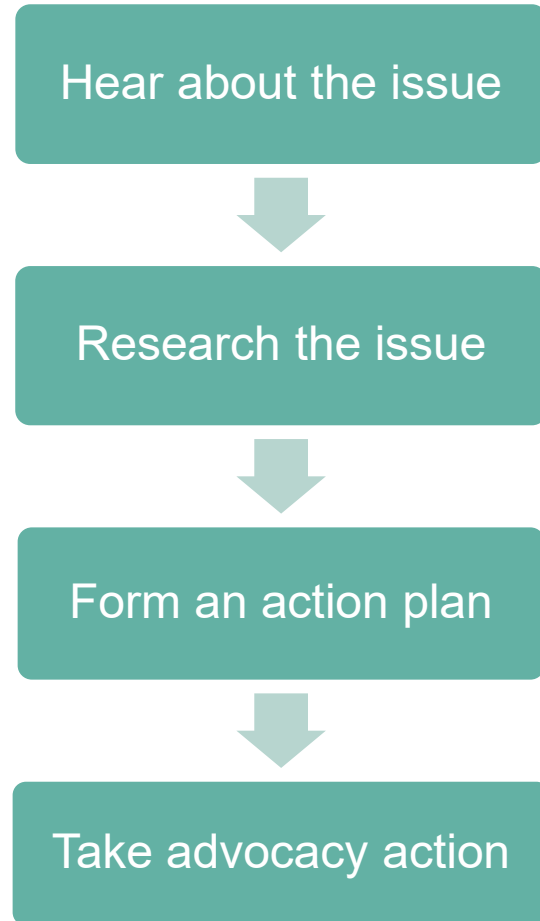 Hear about the issue
Research the issue
Form an action plan
Take advocacy action